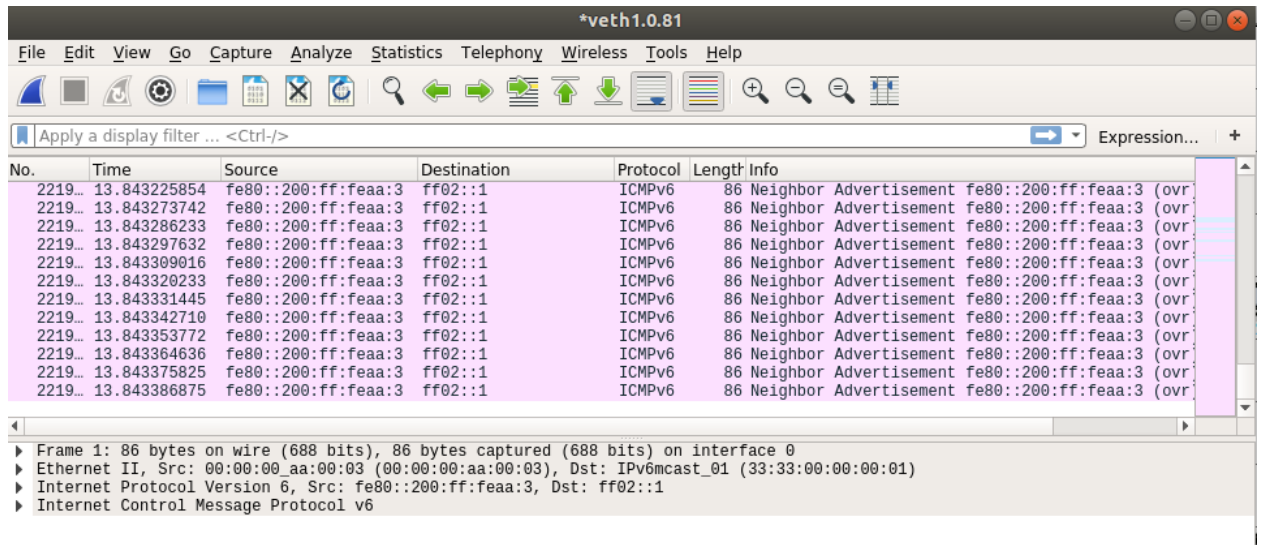 *veth1.0.81
File Edit View Go Capture Analyze Statistics Telephony Wireless Tools Help
Apply a display filter ... <Ctrl-/> Expression... +
No. Time Source Destination Protocol Length Info
2219… 13.843225854 fe80::200:ff:feaa:3 ff02::1 ICMPv6 86 Neighbor Advertisement fe80::200:ff:feaa:3 (ovr
2219… 13.843273742 fe80::200:ff:feaa:3 ff02::1 ICMPv6 86 Neighbor Advertisement fe80::200:ff:feaa:3 (ovr
2219… 13.843286233 fe80::200:ff:feaa:3 ff02::1 ICMPv6 86 Neighbor Advertisement fe80::200:ff:feaa:3 (ovr
2219… 13.843297632 fe80::200:ff:feaa:3 ff02::1 ICMPv6 86 Neighbor Advertisement fe80::200:ff:feaa:3 (ovr
2219… 13.843309016 fe80::200:ff:feaa:3 ff02::1 ICMPv6 86 Neighbor Advertisement fe80::200:ff:feaa:3 (ovr
2219… 13.843320233 fe80::200:ff:feaa:3 ff02::1 ICMPv6 86 Neighbor Advertisement fe80::200:ff:feaa:3 (ovr
2219… 13.843331445 fe80::200:ff:feaa:3 ff02::1 ICMPv6 86 Neighbor Advertisement fe80::200:ff:feaa:3 (ovr
2219… 13.843342710 fe80::200:ff:feaa:3 ff02::1 ICMPv6 86 Neighbor Advertisement fe80::200:ff:feaa:3 (ovr
2219… 13.843353772 fe80::200:ff:feaa:3 ff02::1 ICMPv6 86 Neighbor Advertisement fe80::200:ff:feaa:3 (ovr
2219… 13.843364636 fe80::200:ff:feaa:3 ff02::1 ICMPv6 86 Neighbor Advertisement fe80::200:ff:feaa:3 (ovr
2219… 13.843375825 fe80::200:ff:feaa:3 ff02::1 ICMPv6 86 Neighbor Advertisement fe80::200:ff:feaa:3 (ovr
2219… 13.843386875 fe80::200:ff:feaa:3 ff02::1 ICMPv6 86 Neighbor Advertisement fe80::200:ff:feaa:3 (ovr
Frame 1: 86 bytes on wire (688 bits), 86 bytes captured (688 bits) on interface 0
Ethernet II, Src: 00:00:00_aa:00:03 (00:00:00:aa:00:03), Dst: IPv6mcast_01 (33:33:00:00:00:01)
Internet Protocol Version 6, Src: fe80::200:ff:feaa:3, Dst: ff02::1
Internet Control Message Protocol v6